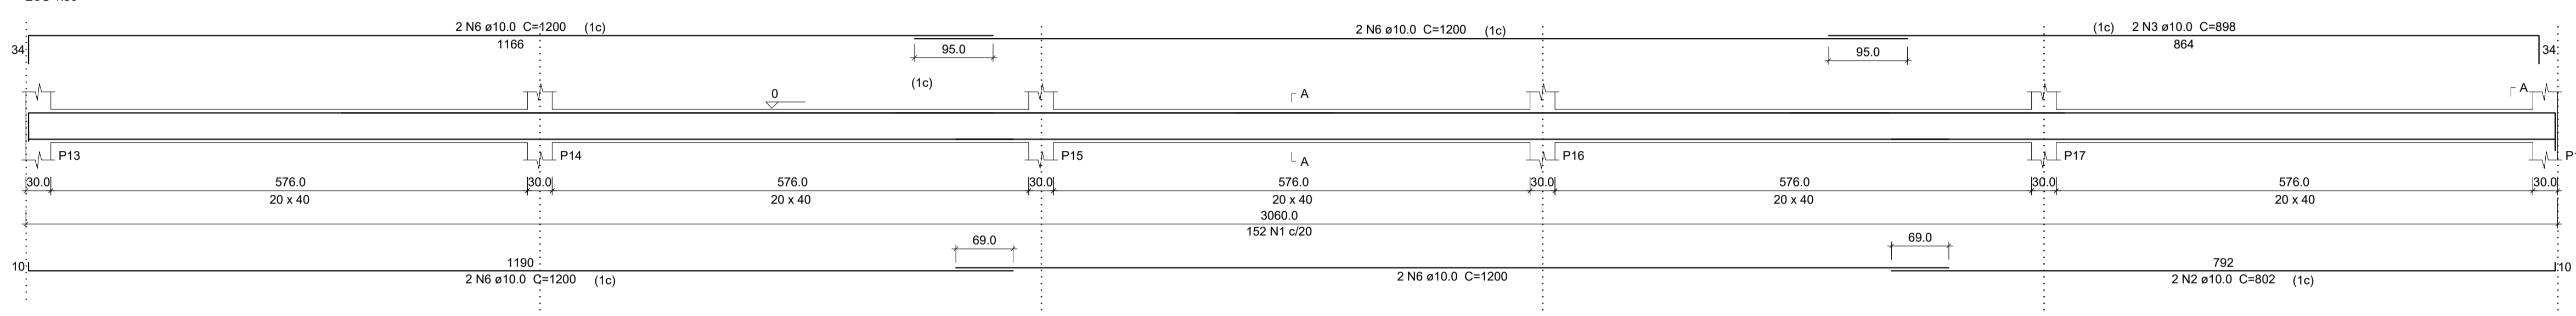 2 N6 ø10.0 C=1200 (1c)
2 N6 ø10.0 C=1200 (1c)
(1c) 2 N3 ø10.0 C=898
34
1166
95.0
95.0
864
34
(1c)
0
A
A
P13
P14
P15
A
P16
P17
30.0
576.0
30.0
576.0
30.0
576.0
30.0
576.0
30.0
576.0
30.0
20 x 40
20 x 40
20 x 40
20 x 40
20 x 40
3060.0
152 N1 c/20
69.0
69.0
10
1190
792
10
2 N6 ø10.0 C=1200 (1c)
2 N6 ø10.0 C=1200
2 N2 ø10.0 C=802 (1c)